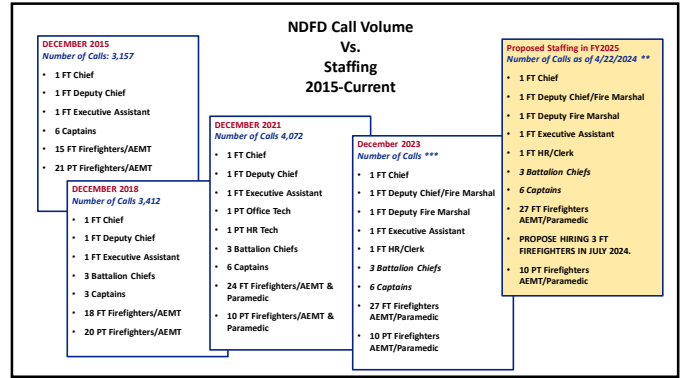 NDFD Call Volume
Vs.
Staffing
2015-Current
DECEMBER 2015
Number of Calls: 3,157
• 1 FT Chief
• 1 FT Deputy Chief
• 1 FT Executive Assistant
• 6 Captains
• 15 FT Firefighters/AEMT
• 21 PT Firefighters/AEMT
DECEMBER 2018
Number of Calls 3,412
• 1 FT Chief
• 1 FT Deputy Chief
• 1 FT Executive Assistant
• 3 Battalion Chiefs
• 3 Captains
• 18 FT Firefighters/AEMT
• 20 PT Firefighters/AEMT
DECEMBER 2021
Number of Calls 4,072
• 1 FT Chief
• 1 FT Deputy Chief
• 1 FT Executive Assistant
• 1 PT Office Tech
• 1 PT HR Tech
• 3 Battalion Chiefs
• 6 Captains
• 24 FT Firefighters/AEMT &
Paramedic
• 10 PT Firefighters/AEMT &
Paramedic
December 2023
Number of Calls ***
• 1 FT Chief
• 1 FT Deputy Chief/Fire Marshal
• 1 FT Deputy Fire Marshal
• 1 FT Executive Assistant
• 1 FT HR/Clerk
• 3 Battalion Chiefs
• 6 Captains
• 27 FT Firefighters
AEMT/Paramedic
• 10 PT Firefighters
AEMT/Paramedic
Proposed Staffing in FY2025
Number of Calls as of 4/22/2024 **
• 1 FT Chief
• 1 FT Deputy Chief/Fire Marshal
• 1 FT Deputy Fire Marshal
• 1 FT Executive Assistant
• 1 FT HR/Clerk
• 3 Battalion Chiefs
• 6 Captains
• 27 FT Firefighters
AEMT/Paramedic
• PROPOSE HIRING 3 FT
FIREFIGHTERS IN JULY 2024.
• 10 PT Firefighters
AEMT/Paramedic